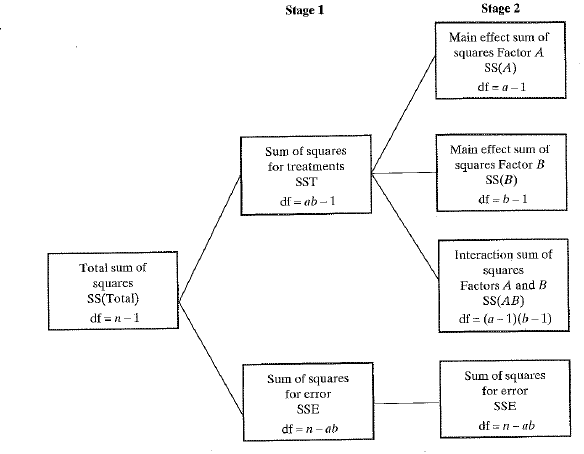 Stage 1
Stage 2
Main effect sum of
squares Factor A
SS(A)
df = a – 1
Sum of squares
for treatments
SST
df = ab – 1
Main effect sum of
squares Factor B
SS(B)
df = b – 1
Total sum of
squares
SS(Total)
df = n – 1
Interaction sum of
squares
Factors A and B
SS(AB)
df = (a – 1)(b – 1)
Sum of squares
for error
SSE
df = n – ab
Sum of squares
for error
SSE
df = n – ab